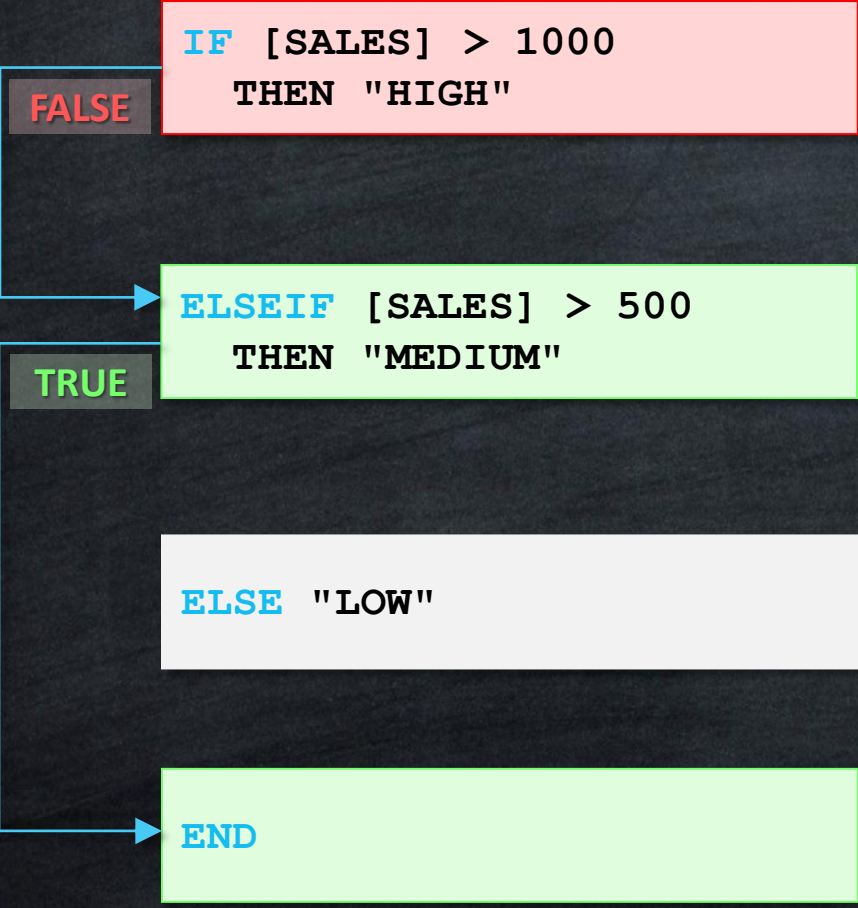 IF [SALES] > 1000
THEN "HIGH"
FALSE
ELSEIF [SALES] > 500
THEN "MEDIUM"
TRUE
ELSE "LOW"
END